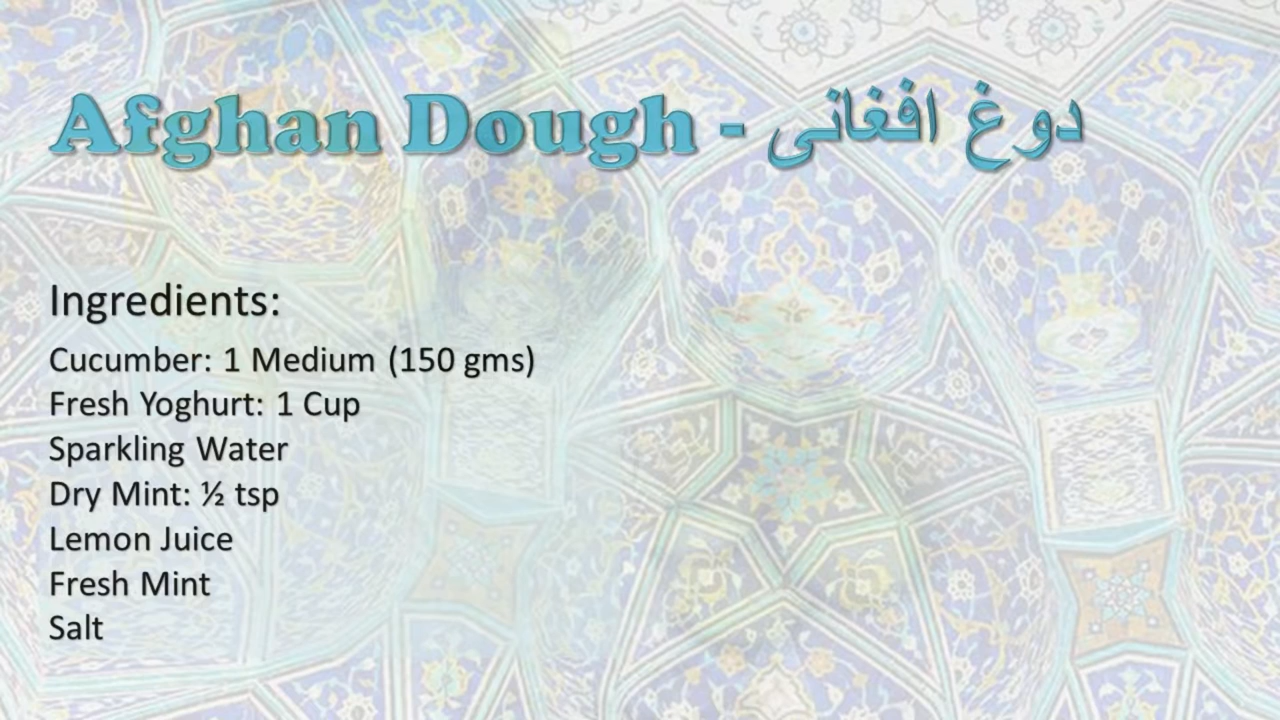 Afghan Dough - دوغ افغانی
Ingredients:
Cucumber: 1 Medium (150 gms)
Fresh Yoghurt: 1 Cup
Sparkling Water
Dry Mint: ½ tsp
Lemon Juice
Fresh Mint
Salt